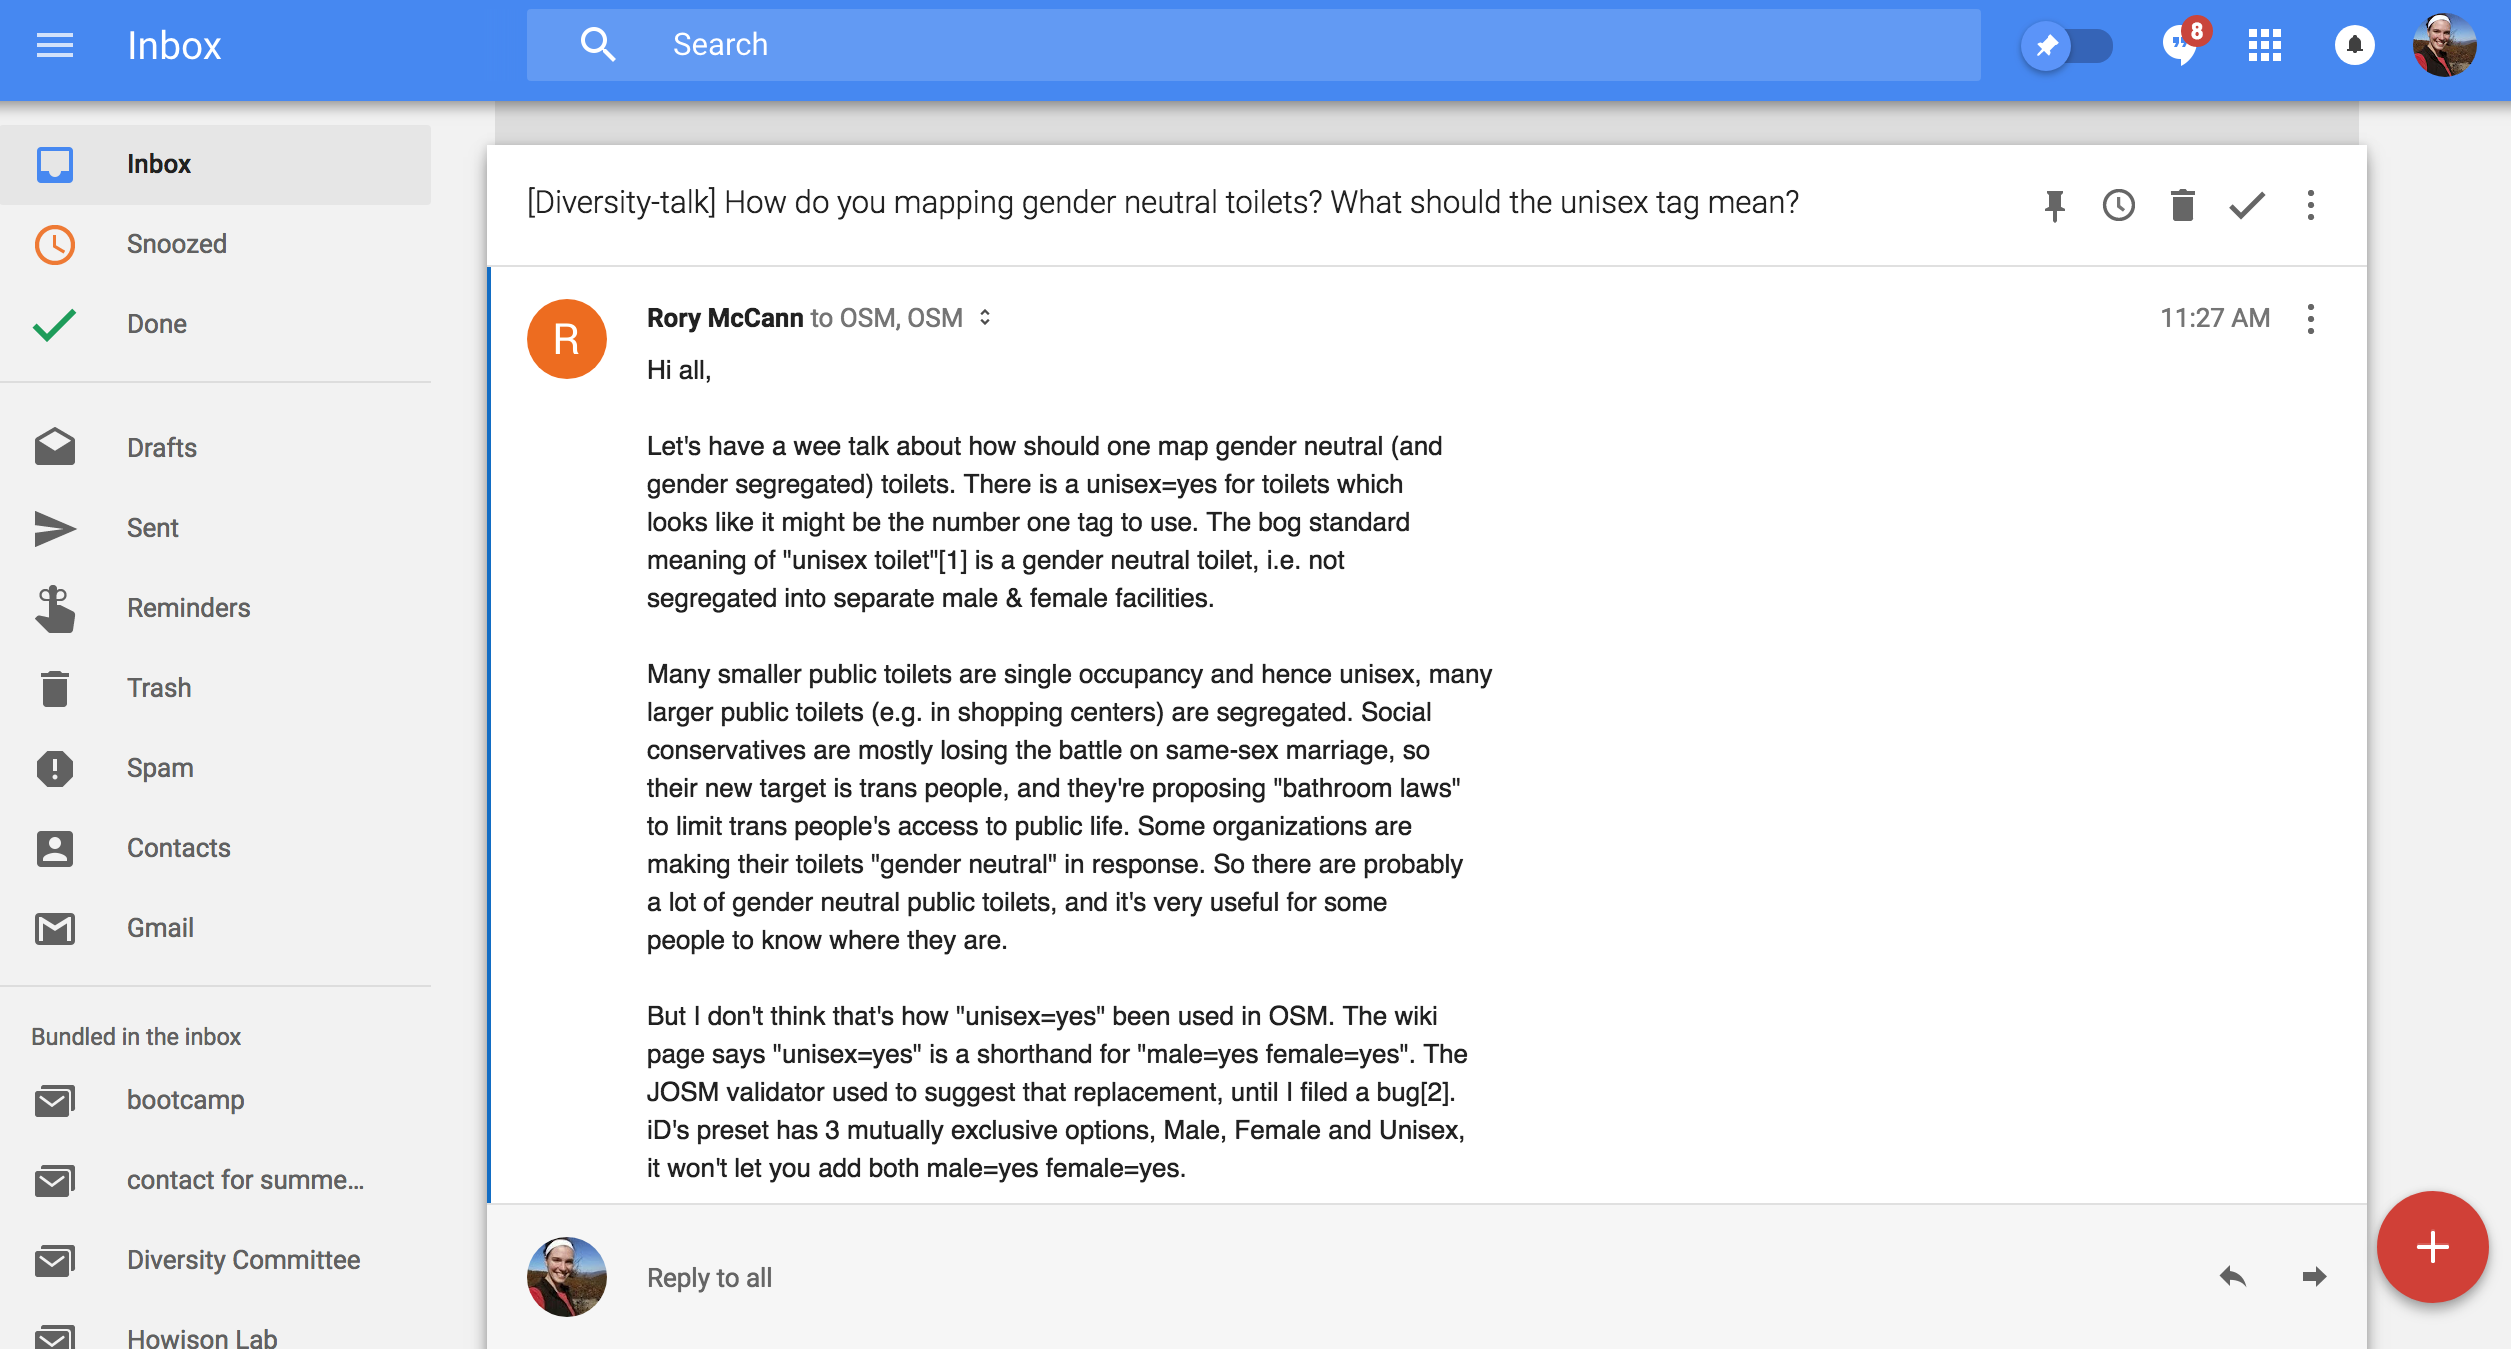 Inbox
Search
8
Inbox
Snoozed
Done
Drafts
Sent
Reminders
Trash
Spam
Contacts
Gmail
Bundled in the inbox
bootcamp
contact for summe...
Diversity Committee
Howison Lab
[Diversity-talk] How do you mapping gender neutral toilets? What should the unisex tag mean?
R
Rory McCann to OSM, OSM
11:27 AM
Hi all,
Let's have a wee talk about how should one map gender neutral (and
gender segregated) toilets. There is a unisex=yes for toilets which
looks like it might be the number one tag to use. The bog standard
meaning of "unisex toilet"[1] is a gender neutral toilet, i.e. not
segregated into separate male & female facilities.
Many smaller public toilets are single occupancy and hence unisex, many
larger public toilets (e.g. in shopping centers) are segregated. Social
conservatives are mostly losing the battle on same-sex marriage, so
their new target is trans people, and they're proposing "bathroom laws"
to limit trans people's access to public life. Some organizations are
making their toilets "gender neutral" in response. So there are probably
a lot of gender neutral public toilets, and it's very useful for some
people to know where they are.
But I don't think that's how "unisex=yes" been used in OSM. The wiki
page says "unisex=yes" is a shorthand for "male=yes female=yes". The
JOSM validator used to suggest that replacement, until I filed a bug[2].
iD's preset has 3 mutually exclusive options, Male, Female and Unisex,
it won't let you add both male=yes female=yes.
Reply to all